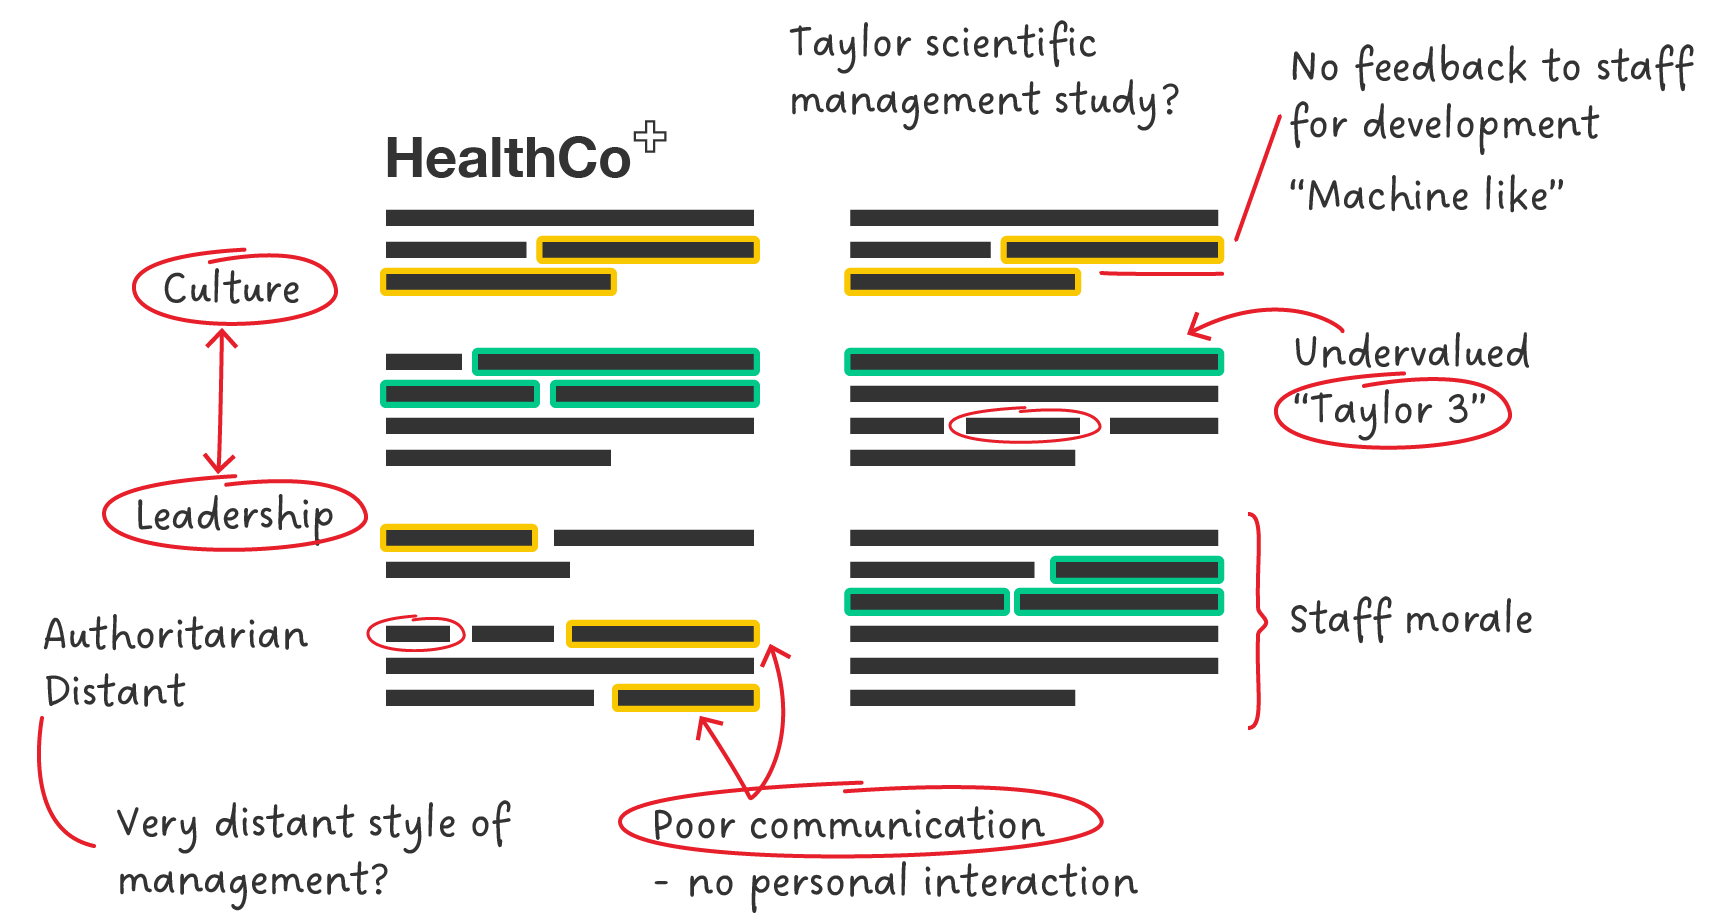 Taylor scientific
management study?
No feedback to staff
for development
“Machine like”
HealthCo
Culture
Undervalued
“Taylor 3”
Leadership
Authoritarian
Distant
Staff morale
Very distant style of
management?
Poor communication
- no personal interaction